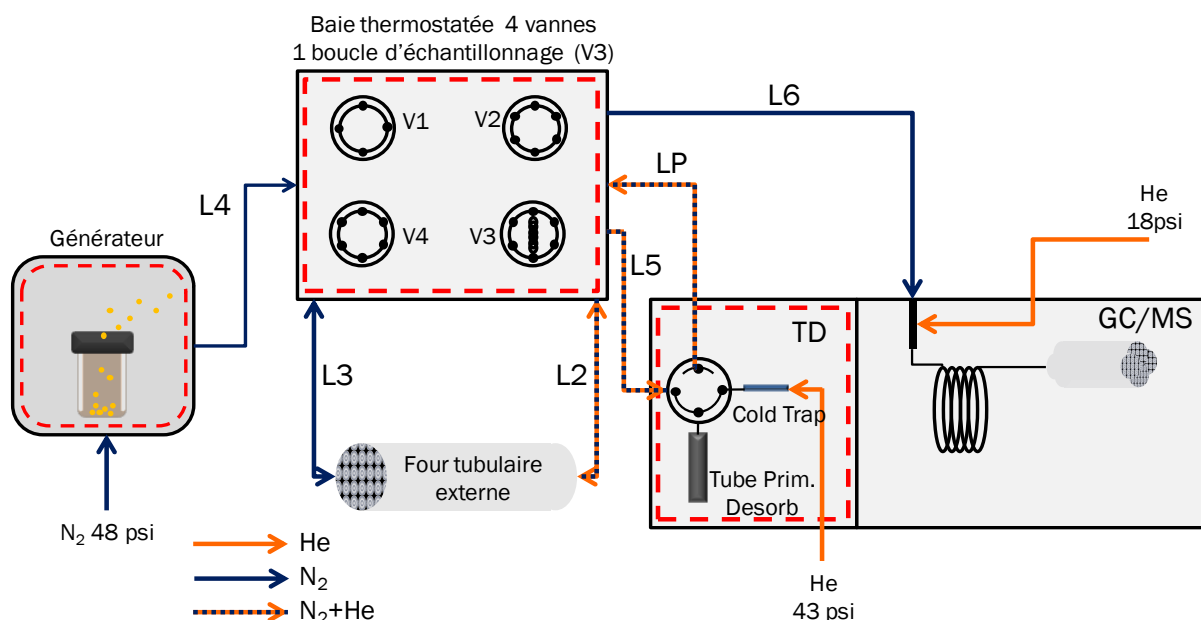 Baie thermostatée 4 vannes
1 boucle d'échantillonnage (V3)
V1
V2
L6
LP
L4
He
18psi
Générateur
V4
V3
L5
TD
GC/MS
L3
L2
Cold Trap
Four tubulaire
externe
Tube Prim.
Desorb
N₂ 48 psi
He
N₂
N₂+He
He
43 psi